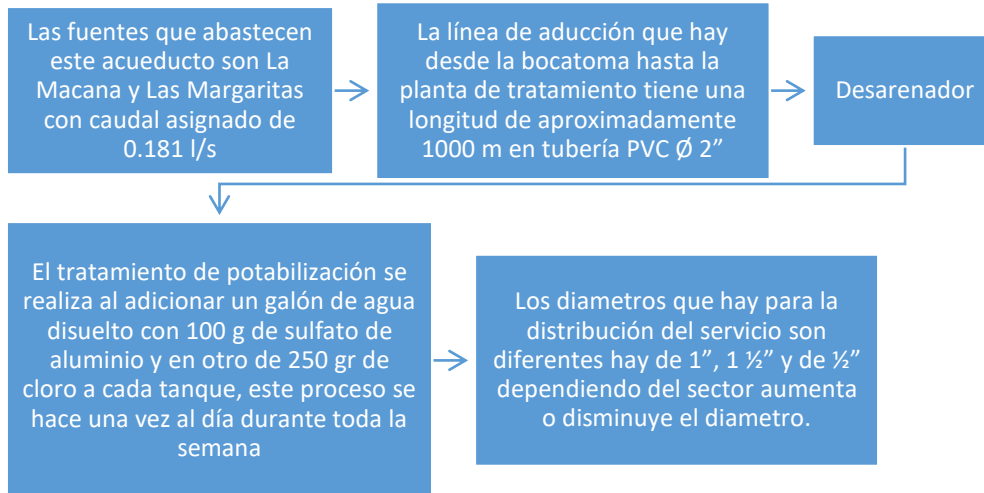 Las fuentes que abastecen
este acueducto son La
Macana y Las Margaritas
con caudal asignado de
0.181 l/s
La línea de aducción que hay
desde la bocatoma hasta la
planta de tratamiento tiene una
longitud de aproximadamente
1000 m en tubería PVC Ø 2”
Desarenador
El tratamiento de potabilización se
realiza al adicionar un galón de agua
disuelto con 100 g de sulfato de
aluminio y en otro de 250 gr de
cloro a cada tanque, este proceso se
hace una vez al día durante toda la
semana
Los diametros que hay para la
distribución del servicio son
diferentes hay de 1”, 1 ½” y de ½”
dependiendo del sector aumenta
o disminuye el diametro.